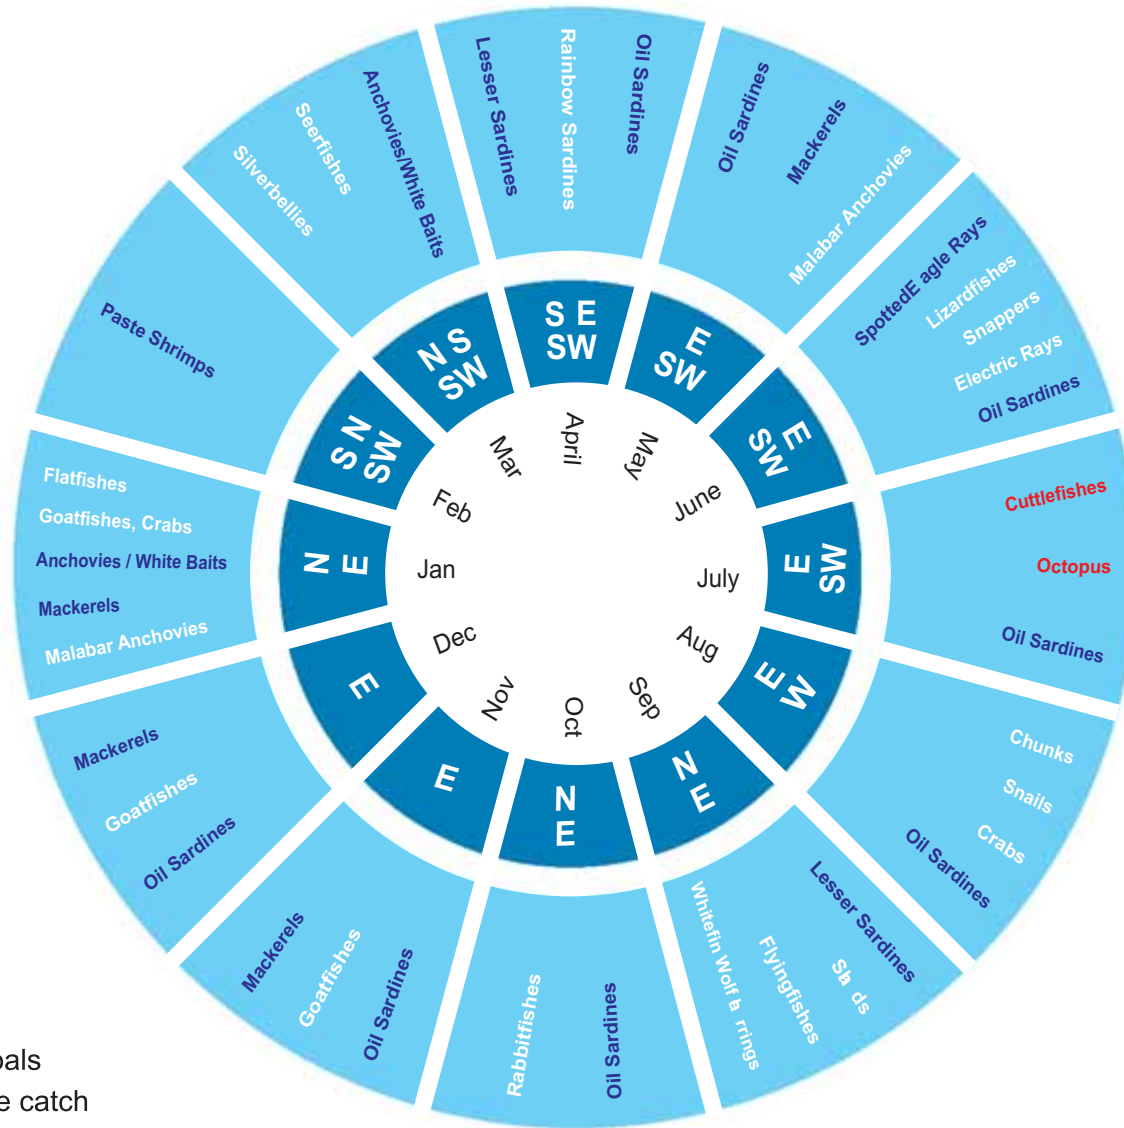 Lesser Sardines
Rainbow Sardines
Oil Sardines
S E
SW
April
Oil Sardines
Mackerels
Malabar Anchovies
E
SW
May
SpottedE agle Rays
Lizardfishes
Snappers
Electric Rays
Oil Sardines
E
SW
June
Cuttlefishes
Octopus
Oil Sardines
E
SW
July
Chunks
Snails
Crabs
Oil Sardines
E
W
Aug
Lesser Sardines
Flyingfishes
Whitefin Wolf
N
E
Sep
Oil Sardines
Rabbitfishes
N
E
Oct
Mackerels
Goatfishes
Oil Sardines
E
Nov
Mackerels
Goatfishes
Oil Sardines
E
Dec
Flatfishes
Goatfishes, Crabs
Anchovies / White Baits
Mackerels
Malabar Anchovies
N
E
Jan
Paste Shrimps
S N
SW
Feb
Silverbellies
Seerfishes
Anchovies/White Baits
N S
SW
Mar
oals
e catch